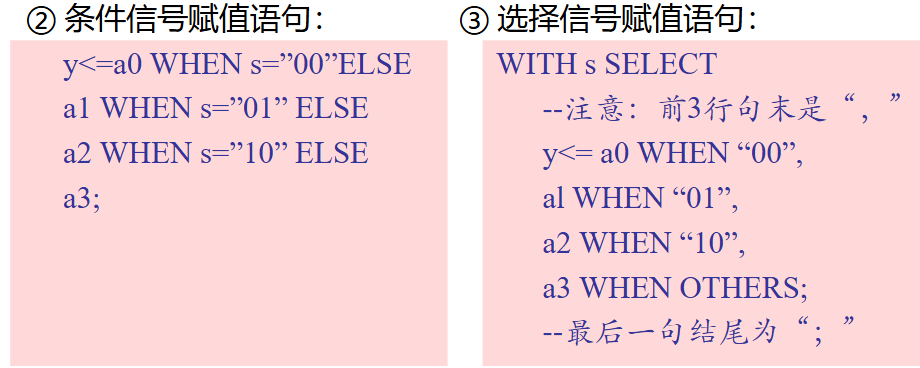 ② 条件信号赋值语句：
y<=a0 WHEN s=”00”ELSE
a1 WHEN s=”01” ELSE
a2 WHEN s=”10” ELSE
a3;
③ 选择信号赋值语句：
WITH s SELECT
--注意：前3行句末是“，”
y<= a0 WHEN “00”,
al WHEN “01”,
a2 WHEN “10”,
a3 WHEN OTHERS;
--最后一句结尾为“；”